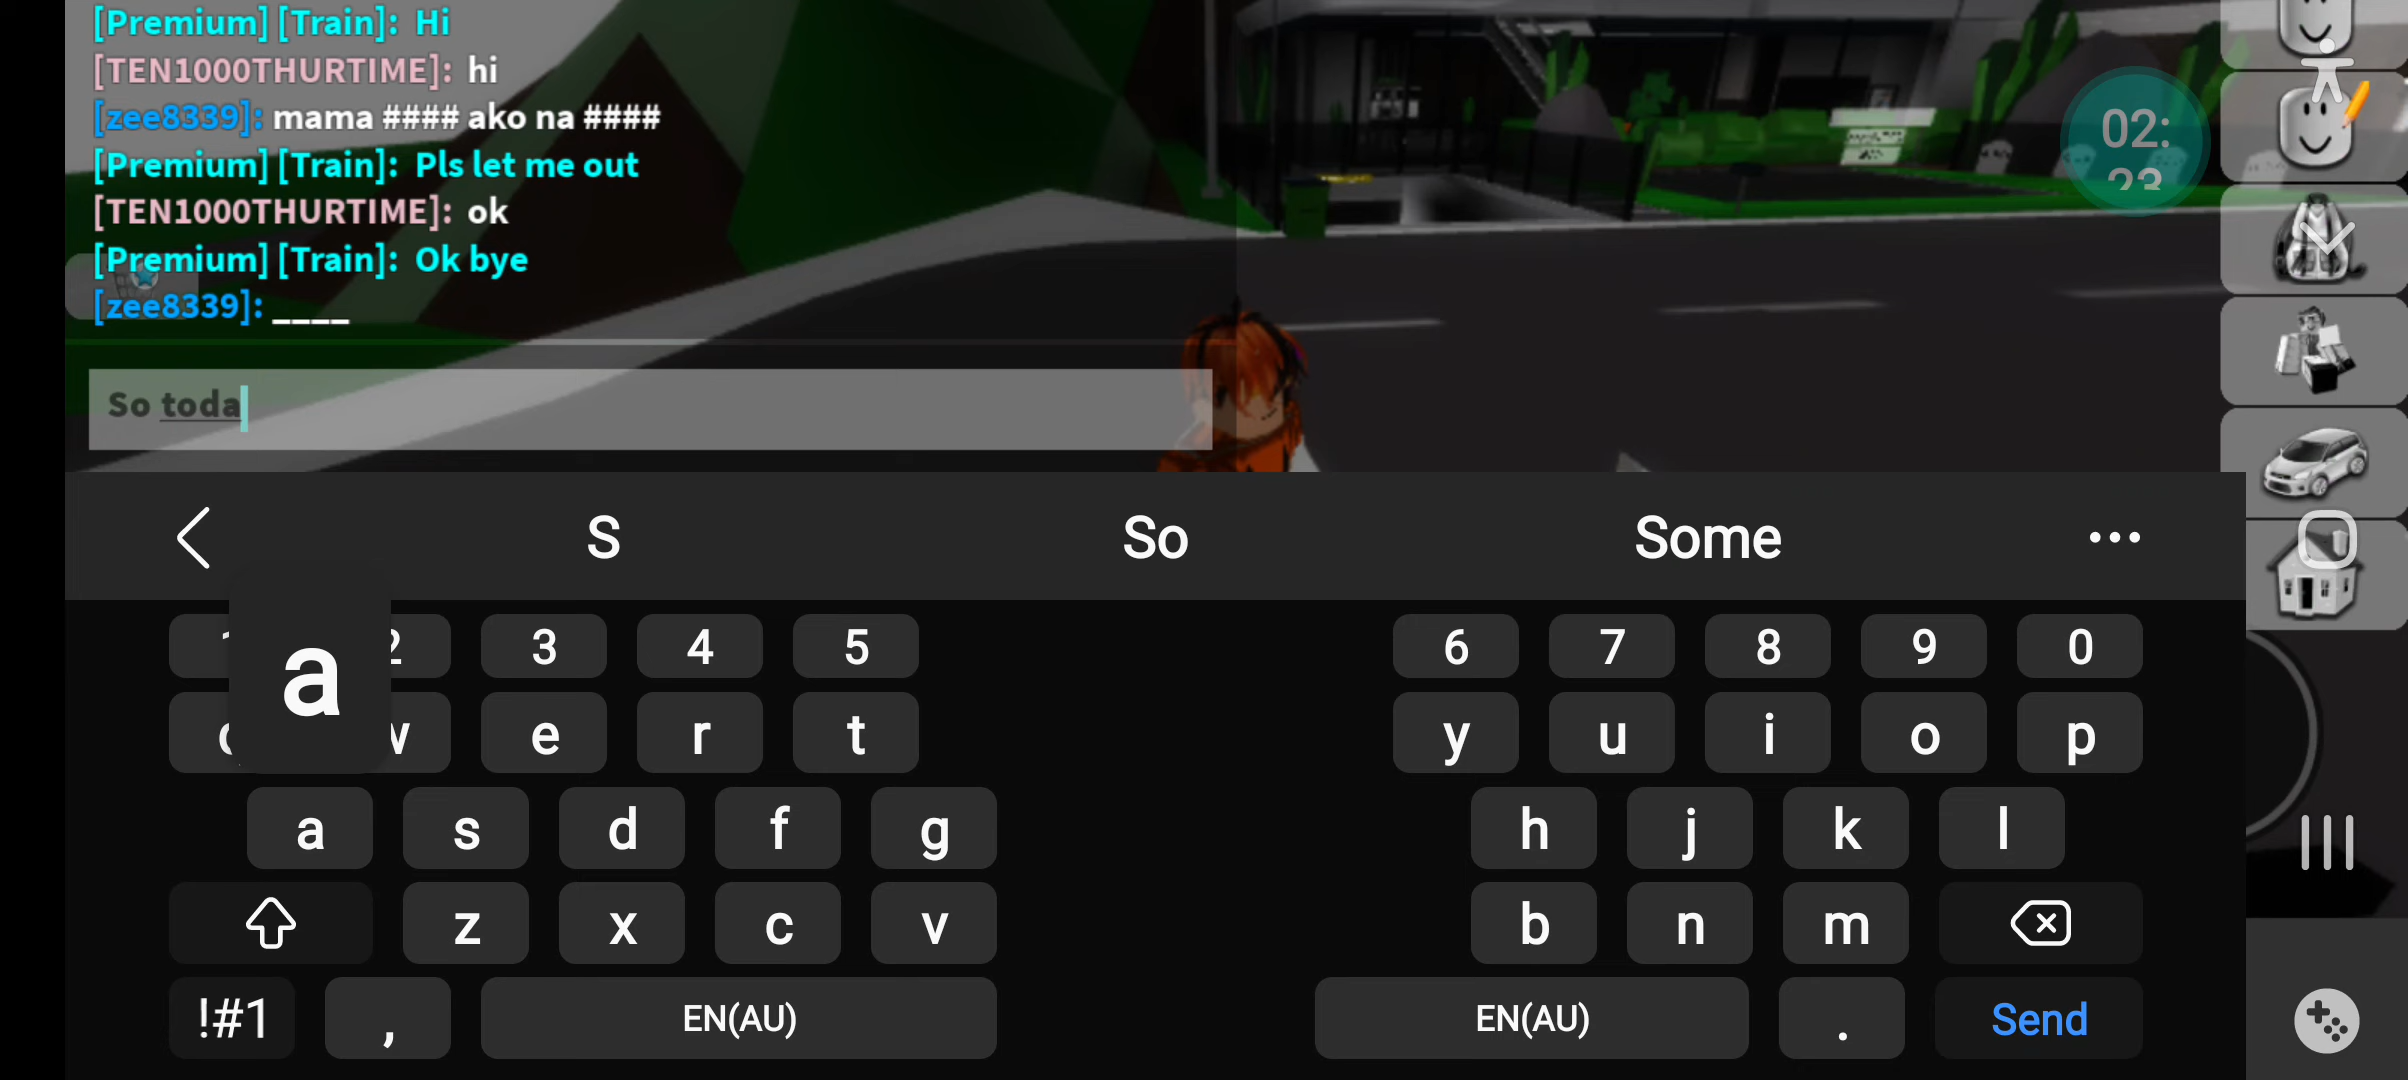 [Premium] [Train]: Hi
[TEN1000THURTIME]: hi
[zee8339]: mama #### ako na ####
[Premium] [Train]: Pls let me out
[TEN1000THURTIME]: ok
[Premium] [Train]: Ok bye
[zee8339]: ____
02:
23
So toda
S So Some ...
3 4 5 6 7 8 9 0
a
e r t y u i o p
a s d f g h j k l
z x c v b n m
!#1 , EN(AU) EN(AU) . Send